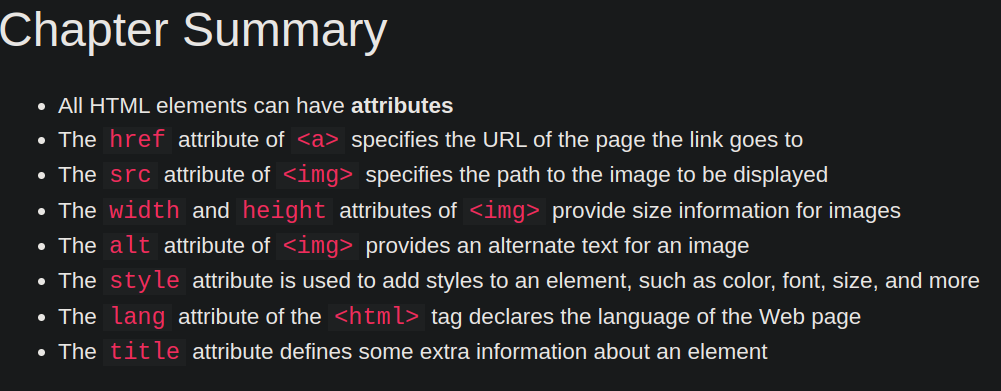 Chapter Summary
• All HTML elements can have attributes
• The href attribute of <a> specifies the URL of the page the link goes to
• The src attribute of <img> specifies the path to the image to be displayed
• The width and height attributes of <img> provide size information for images
• The alt attribute of <img> provides an alternate text for an image
• The style attribute is used to add styles to an element, such as color, font, size, and more
• The lang attribute of the <html> tag declares the language of the Web page
• The title attribute defines some extra information about an element